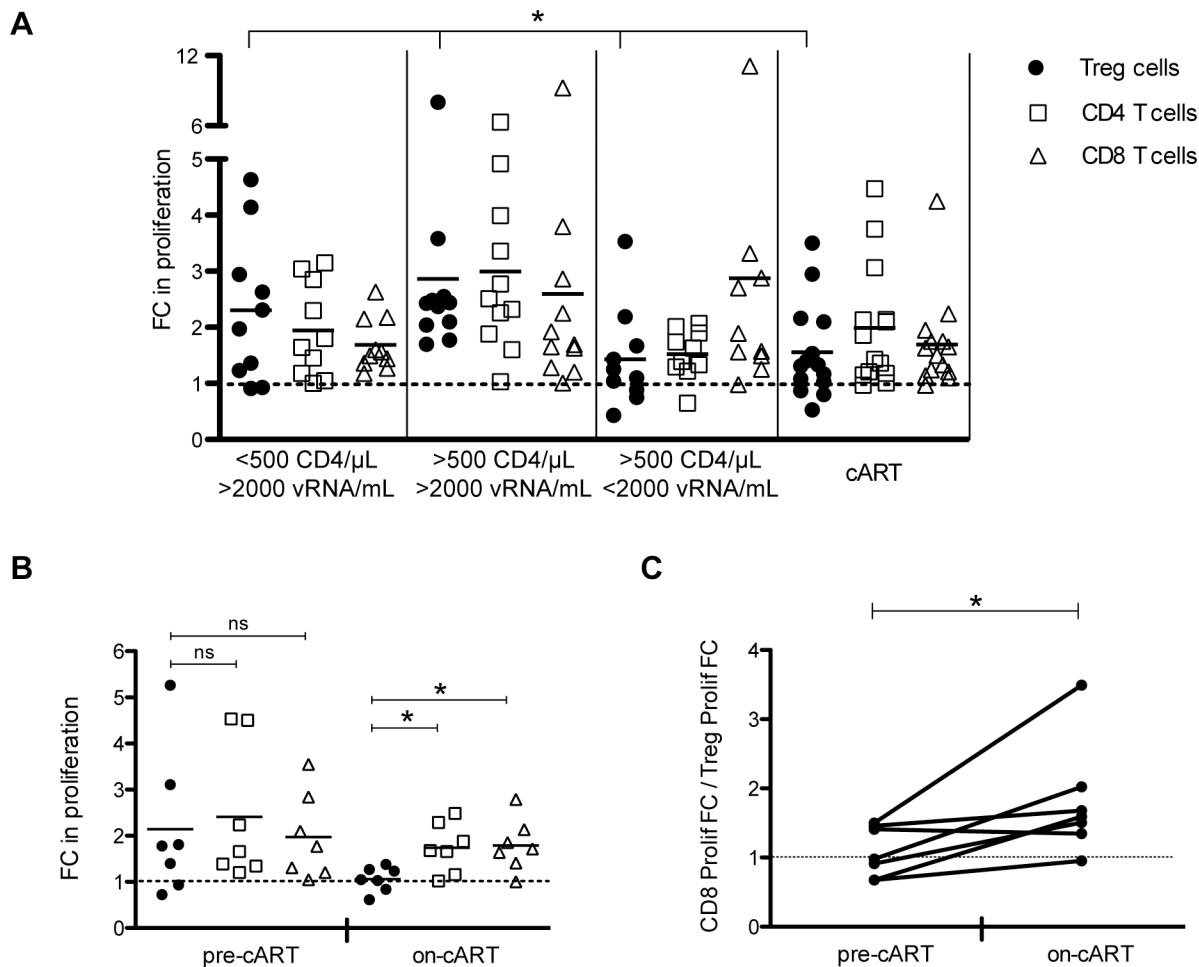 A
*
12
6
5
4
3
2
1
0
FC in proliferation
<500 CD4/µL
>2000 vRNA/mL
>500 CD4/µL
>2000 vRNA/mL
>500 CD4/µL
<2000 vRNA/mL
cART
Treg cells
CD4 T cells
CD8 T cells
B
ns
ns
*
*
6
5
4
3
2
1
0
FC in proliferation
pre-cART
on-cART
C
*
4
3
2
1
0
CD8 Prolif FC / Treg Prolif FC
pre-cART
on-cART